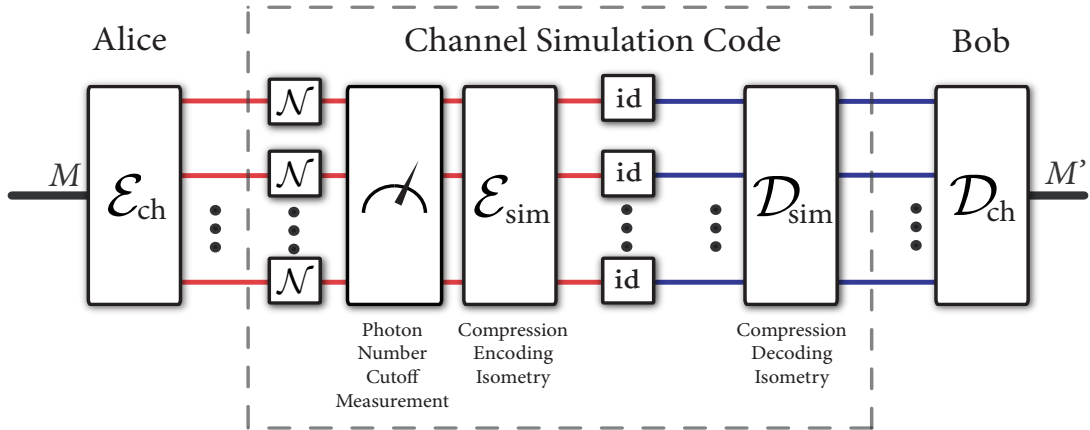 Alice
Channel Simulation Code
Bob
M
ℰch
𝒩
𝒩
𝒩
ℰsim
id
id
id
𝒟sim
𝒟ch
M'
Photon
Number
Cutoff
Measurement
Compression
Encoding
Isometry
Compression
Decoding
Isometry